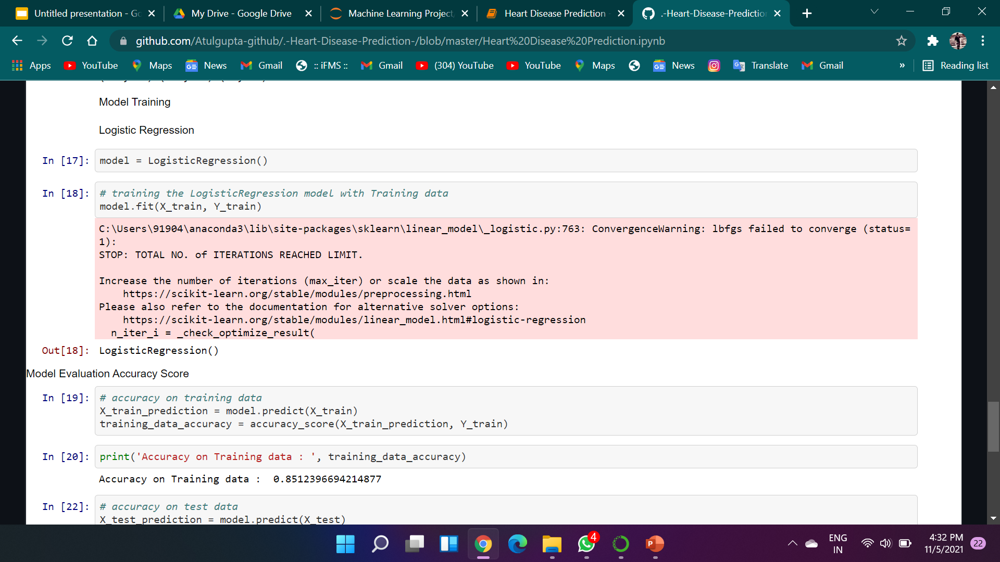 Untitled presentation - Go
My Drive - Google Drive
Machine Learning Project/
Heart Disease Prediction -
.-Heart-Disease-Predictio
github.com/Atulgupta-github/.-Heart-Disease-Prediction-/blob/master/Heart%20Disease%20Prediction.ipynb
Apps
YouTube
Maps
News
Gmail
:: iFMS ::
Gmail
(304) YouTube
YouTube
Maps
News
Translate
Gmail
»
Reading list
Model Training
Logistic Regression
In [17]: model = LogisticRegression()
In [18]: # training the LogisticRegression model with Training data
model.fit(X_train, Y_train)
C:\Users\91904\anaconda3\lib\site-packages\sklearn\linear_model\_logistic.py:763: ConvergenceWarning: lbfgs failed to converge (status=
1):
STOP: TOTAL NO. of ITERATIONS REACHED LIMIT.
Increase the number of iterations (max_iter) or scale the data as shown in:
https://scikit-learn.org/stable/modules/preprocessing.html
Please also refer to the documentation for alternative solver options:
https://scikit-learn.org/stable/modules/linear_model.html#logistic-regression
n_iter_i = _check_optimize_result(
Out[18]: LogisticRegression()
Model Evaluation Accuracy Score
In [19]: # accuracy on training data
X_train_prediction = model.predict(X_train)
training_data_accuracy = accuracy_score(X_train_prediction, Y_train)
In [20]: print('Accuracy on Training data : ', training_data_accuracy)
Accuracy on Training data :  0.8512396694214877
In [22]: # accuracy on test data
X_test_prediction = model.predict(X_test)
4
ENG
IN
4:32 PM
11/5/2021
22